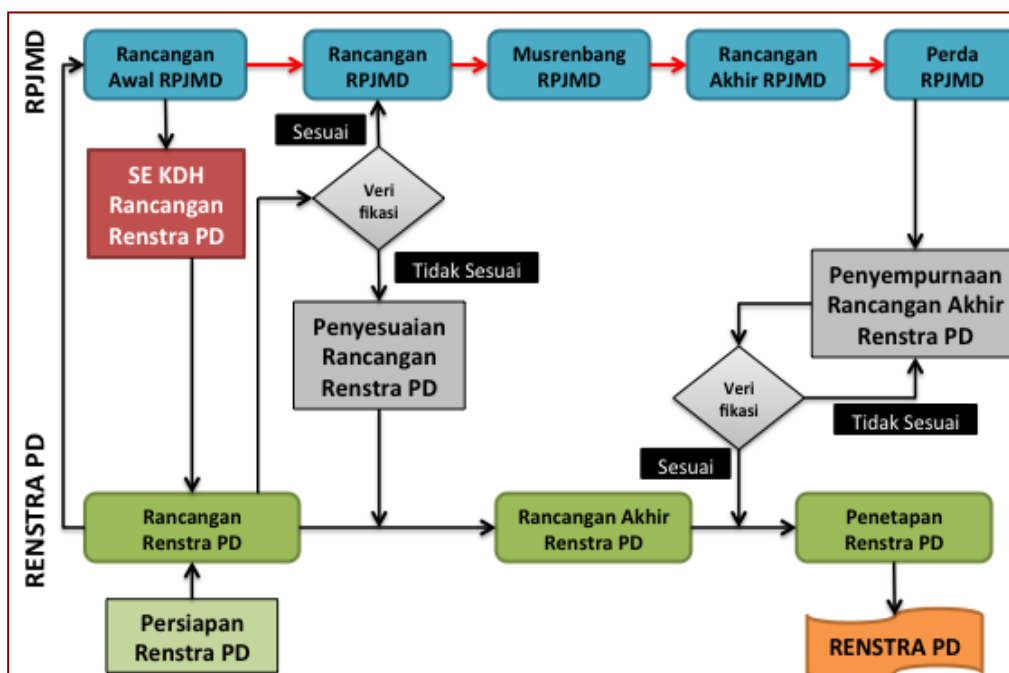 RPJMD
Rancangan
Awal RPJMD
Rancangan
RPJMD
Musrenbang
RPJMD
Rancangan
Akhir RPJMD
Perda
RPJMD
Sesuai
SE KDH
Rancangan
Renstra PD
Veri
fikasi
Tidak Sesuai
Penyesuaian
Rancangan
Renstra PD
Penyempurnaan
Rancangan Akhir
Renstra PD
Veri
fikasi
Tidak Sesuai
Sesuai
RENSTRA PD
Rancangan
Renstra PD
Rancangan Akhir
Renstra PD
Penetapan
Renstra PD
Persiapan
Renstra PD
RENSTRA PD